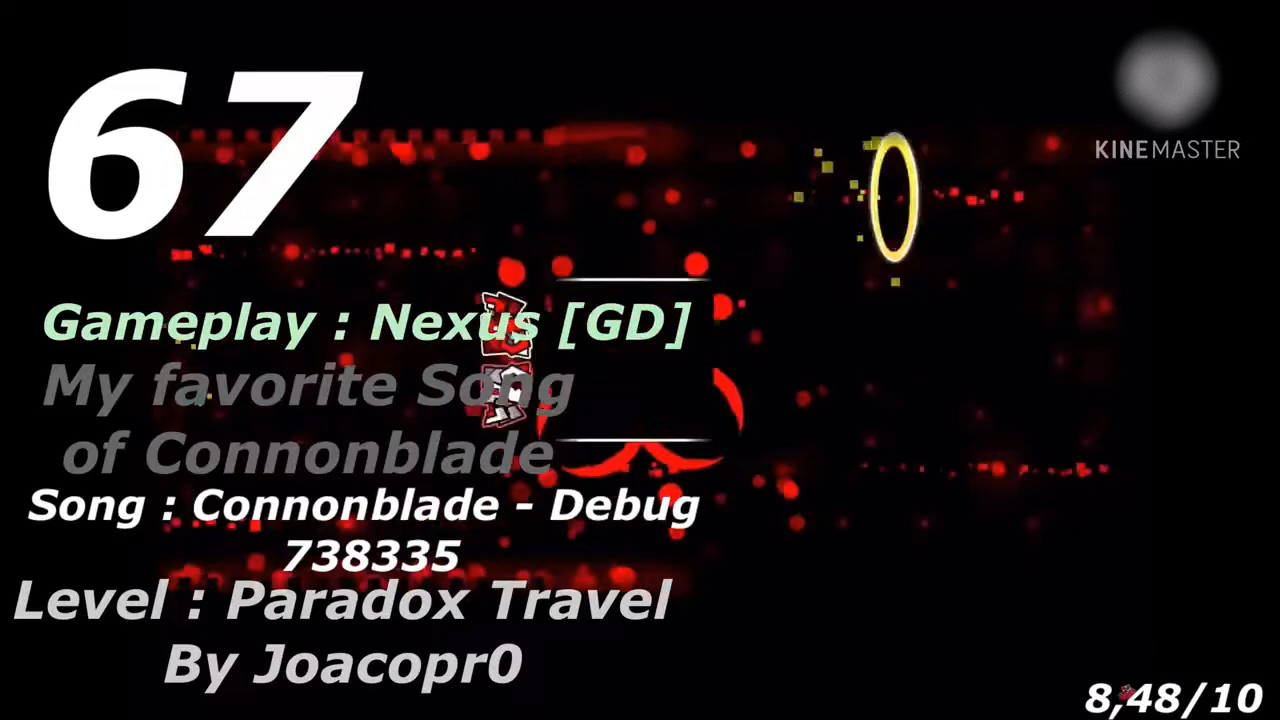 67
KINEMASTER
Gameplay : Nexus [GD]
My favorite Song
of Connonblade
Song : Connonblade - Debug
738335
Level : Paradox Travel
By Joacopr0
8,48/10